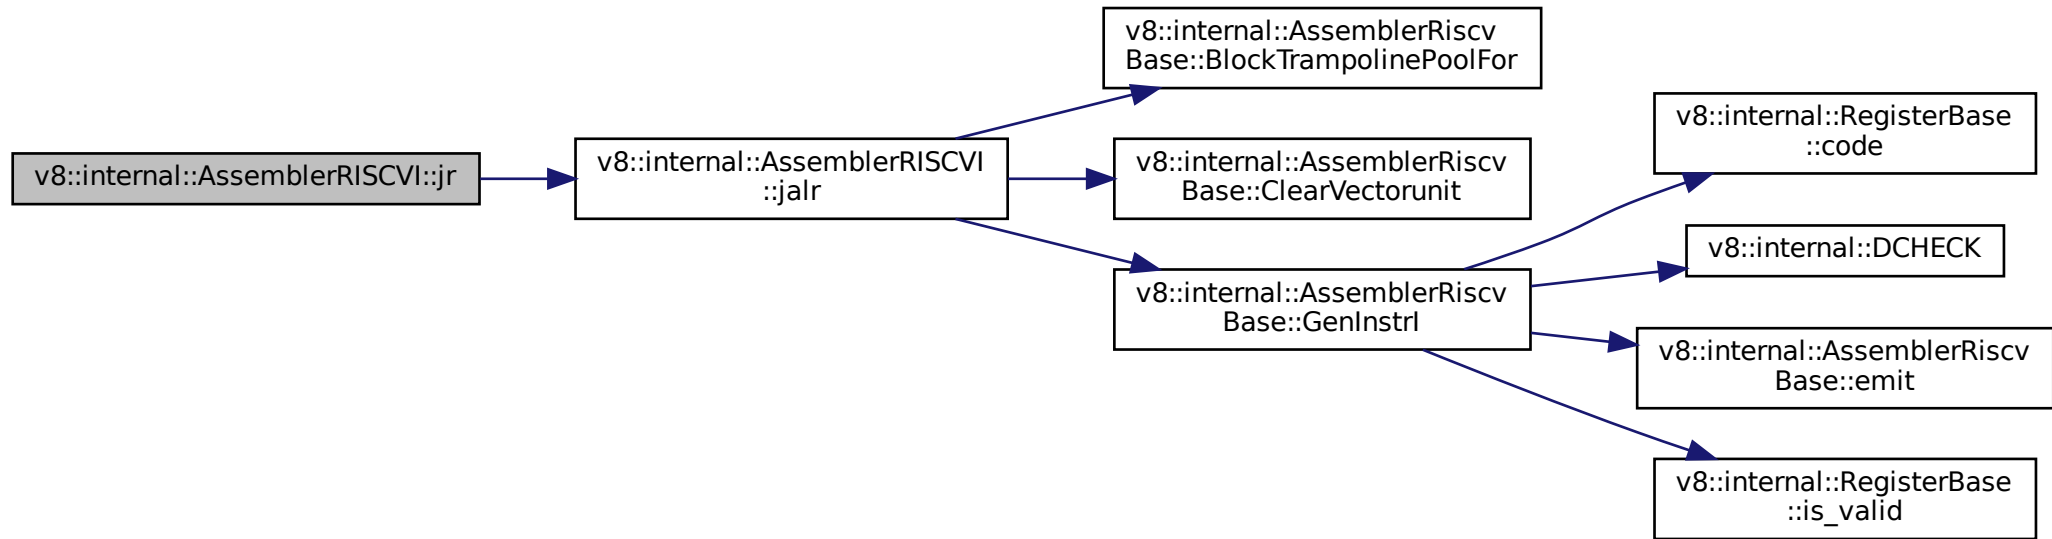 v8::internal::AssemblerRISCVI::jr
v8::internal::AssemblerRISCVI
::jalr
v8::internal::AssemblerRiscv
Base::BlockTrampolinePoolFor
v8::internal::AssemblerRiscv
Base::ClearVectorunit
v8::internal::AssemblerRiscv
Base::GenInstrI
v8::internal::RegisterBase
::code
v8::internal::DCHECK
v8::internal::AssemblerRiscv
Base::emit
v8::internal::RegisterBase
::is_valid